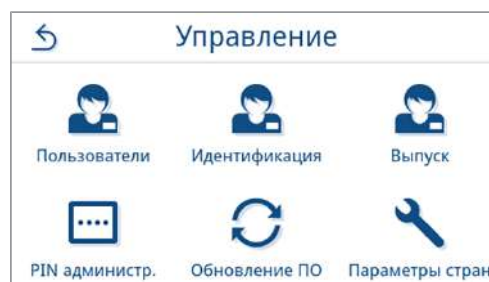 Управление
Пользователи Идентификация Выпуск
PIN администр. Обновление ПО Параметры стран